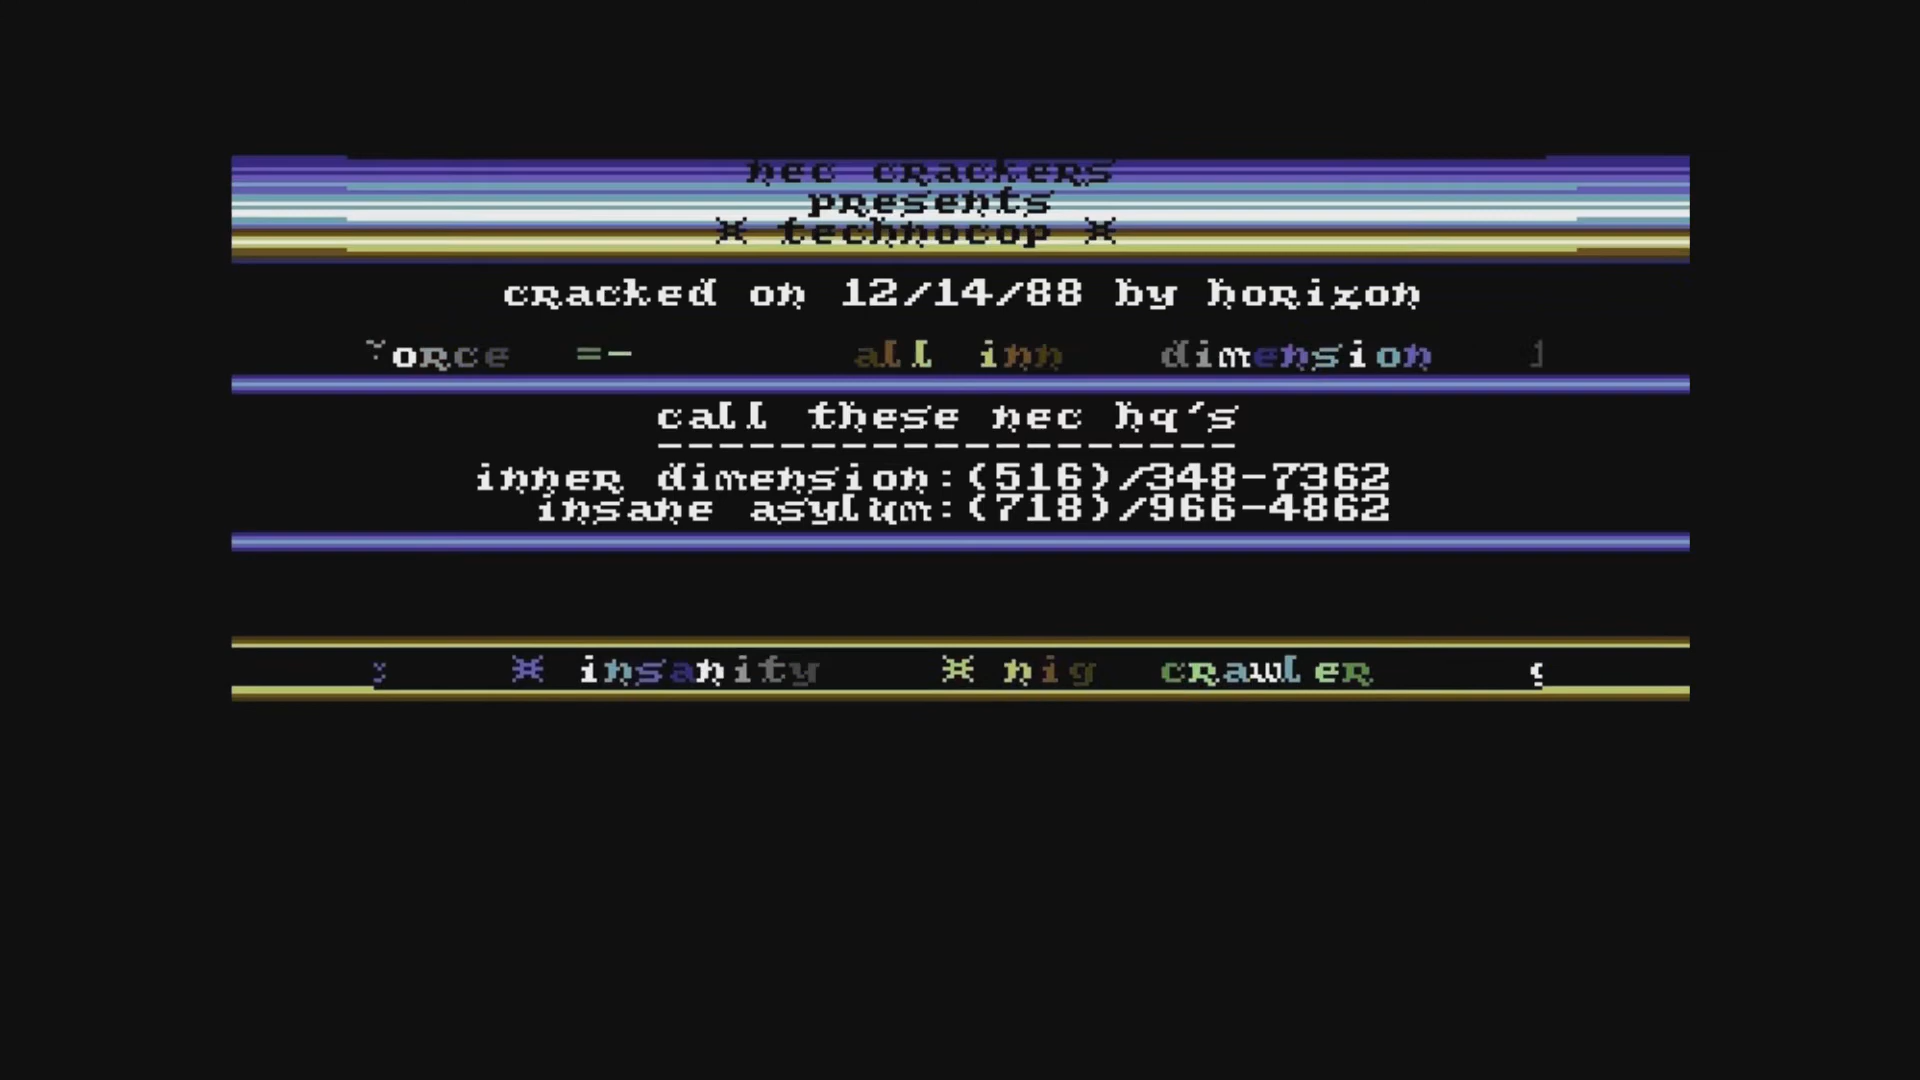 nec crackers
presents
* technocop *
cracked on 12/14/88 by horizon
force =- all inn dimension
call these nec hq's
-------------------
inner dimension:(516)/348-7362
insane asylum:(718)/966-4862
* insanity * nig crawler